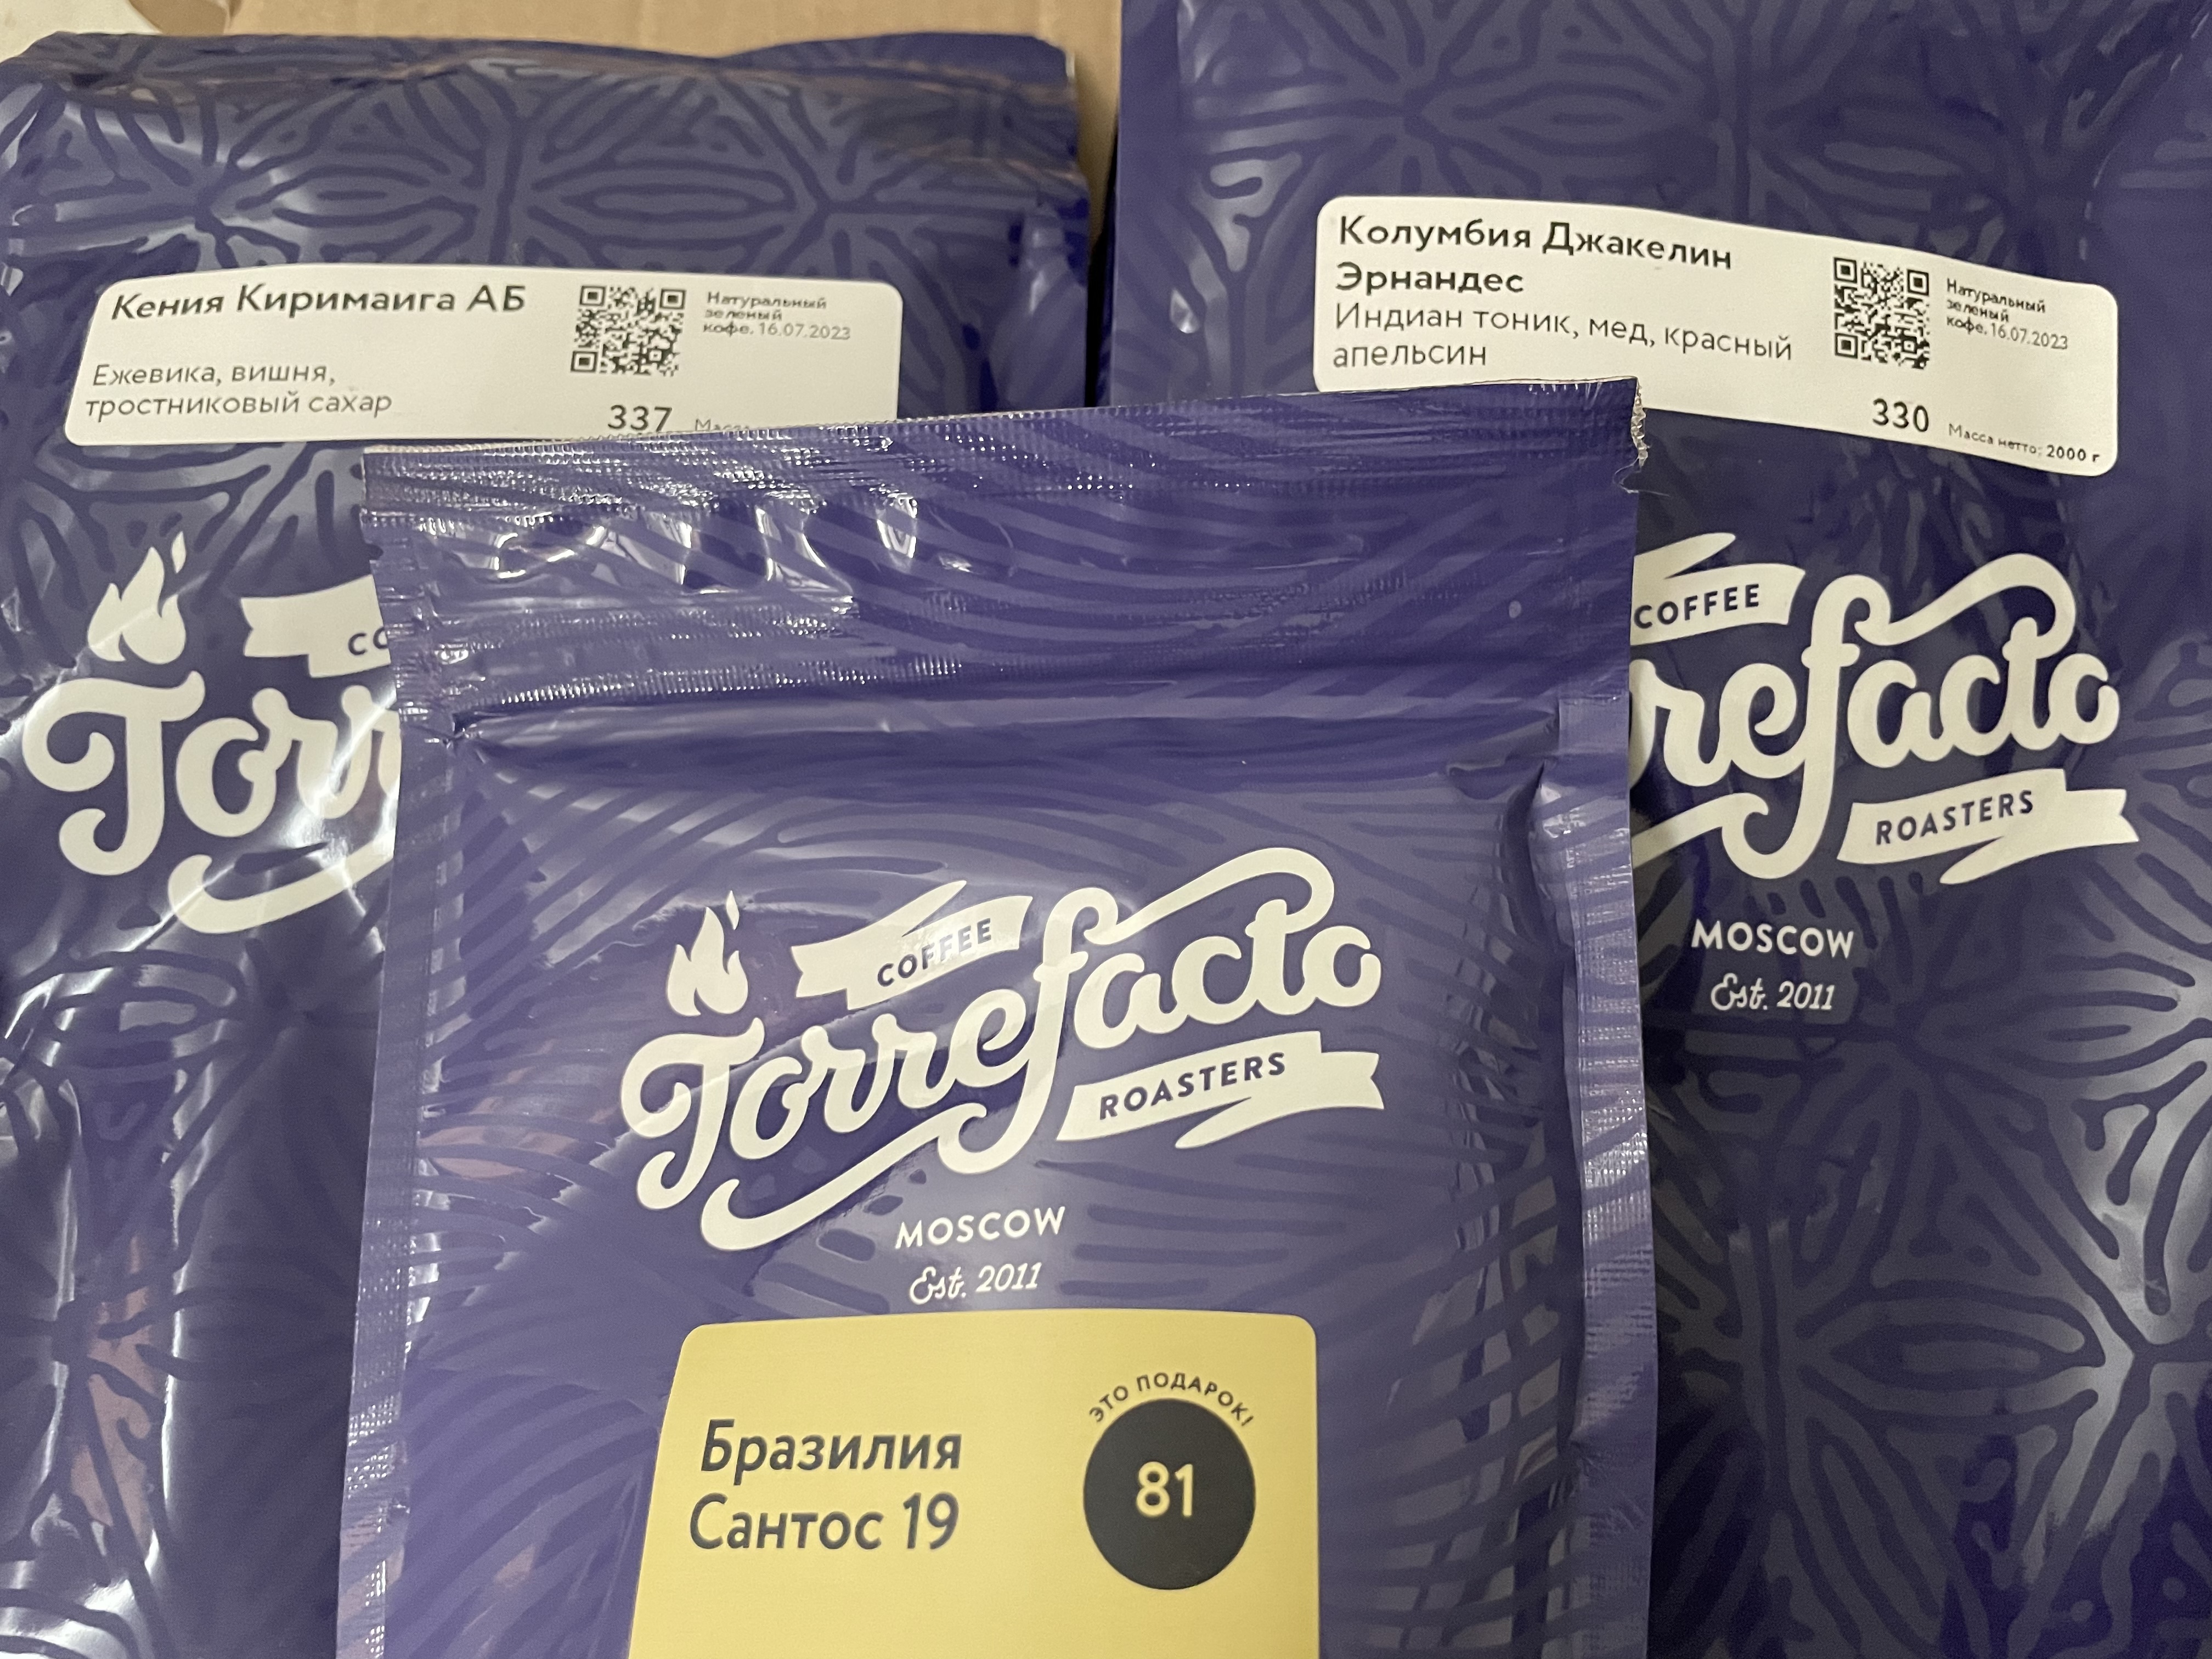 Кения Киримаига АБ
Ежевика, вишня,
тростниковый сахар
Натуральный
зеленый
кофе. 16.07.2023
337
Колумбия Джакелин
Эрнандес
Индиан тоник, мед, красный
апельсин
Натуральный
зеленый
кофе. 16.07.2023
330
Масса нетто: 2000 г
COFFEE
Torrefacto
ROASTERS
MOSCOW
Est. 2011
COFFEE
Torrefacto
ROASTERS
MOSCOW
Est. 2011
ЭТО ПОДАРОК!
81
Бразилия
Сантос 19